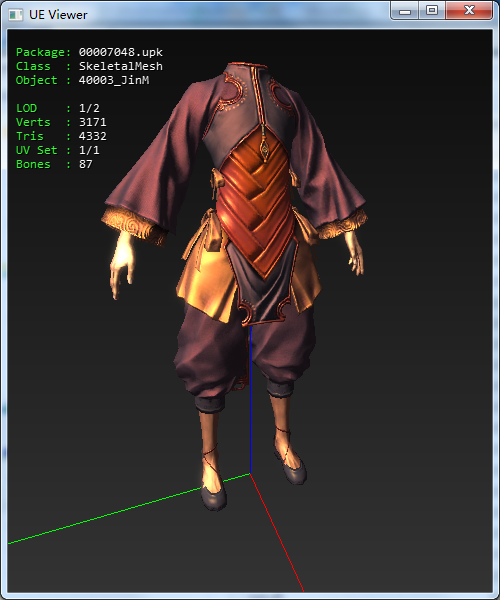 UE Viewer
Package: 00007048.upk
Class  : SkeletalMesh
Object : 40003_JinM
LOD    : 1/2
Verts  : 3171
Tris   : 4332
UV Set : 1/1
Bones  : 87